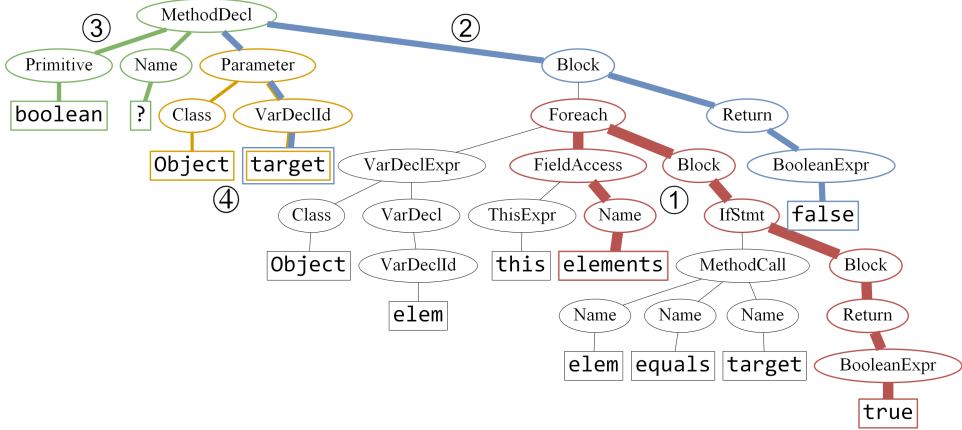 MethodDecl
③ ②
Primitive Name Parameter Block
boolean ? Class VarDeclId Foreach Return
Object target VarDeclExpr FieldAccess Block BooleanExpr
④ ①
Class VarDecl ThisExpr Name IfStmt false
Object VarDeclId this elements MethodCall Block
elem Name Name Name Return
elem equals target BooleanExpr
true